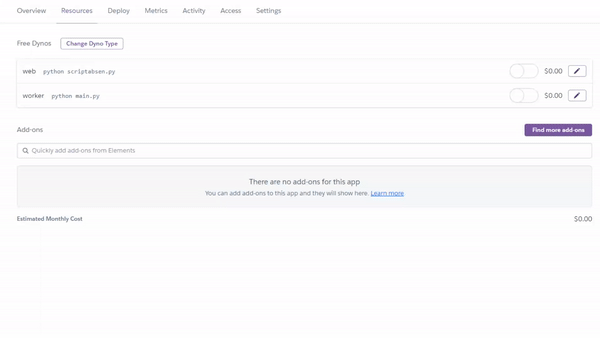 Overview Resources Deploy Metrics Activity Access Settings
Free Dynos Change Dyno Type
web python scriptabsen.py $0.00
worker python main.py $0.00
Add-ons Find more add-ons
Quickly add add-ons from Elements
There are no add-ons for this app
You can add add-ons to this app and they will show here. Learn more
Estimated Monthly Cost $0.00